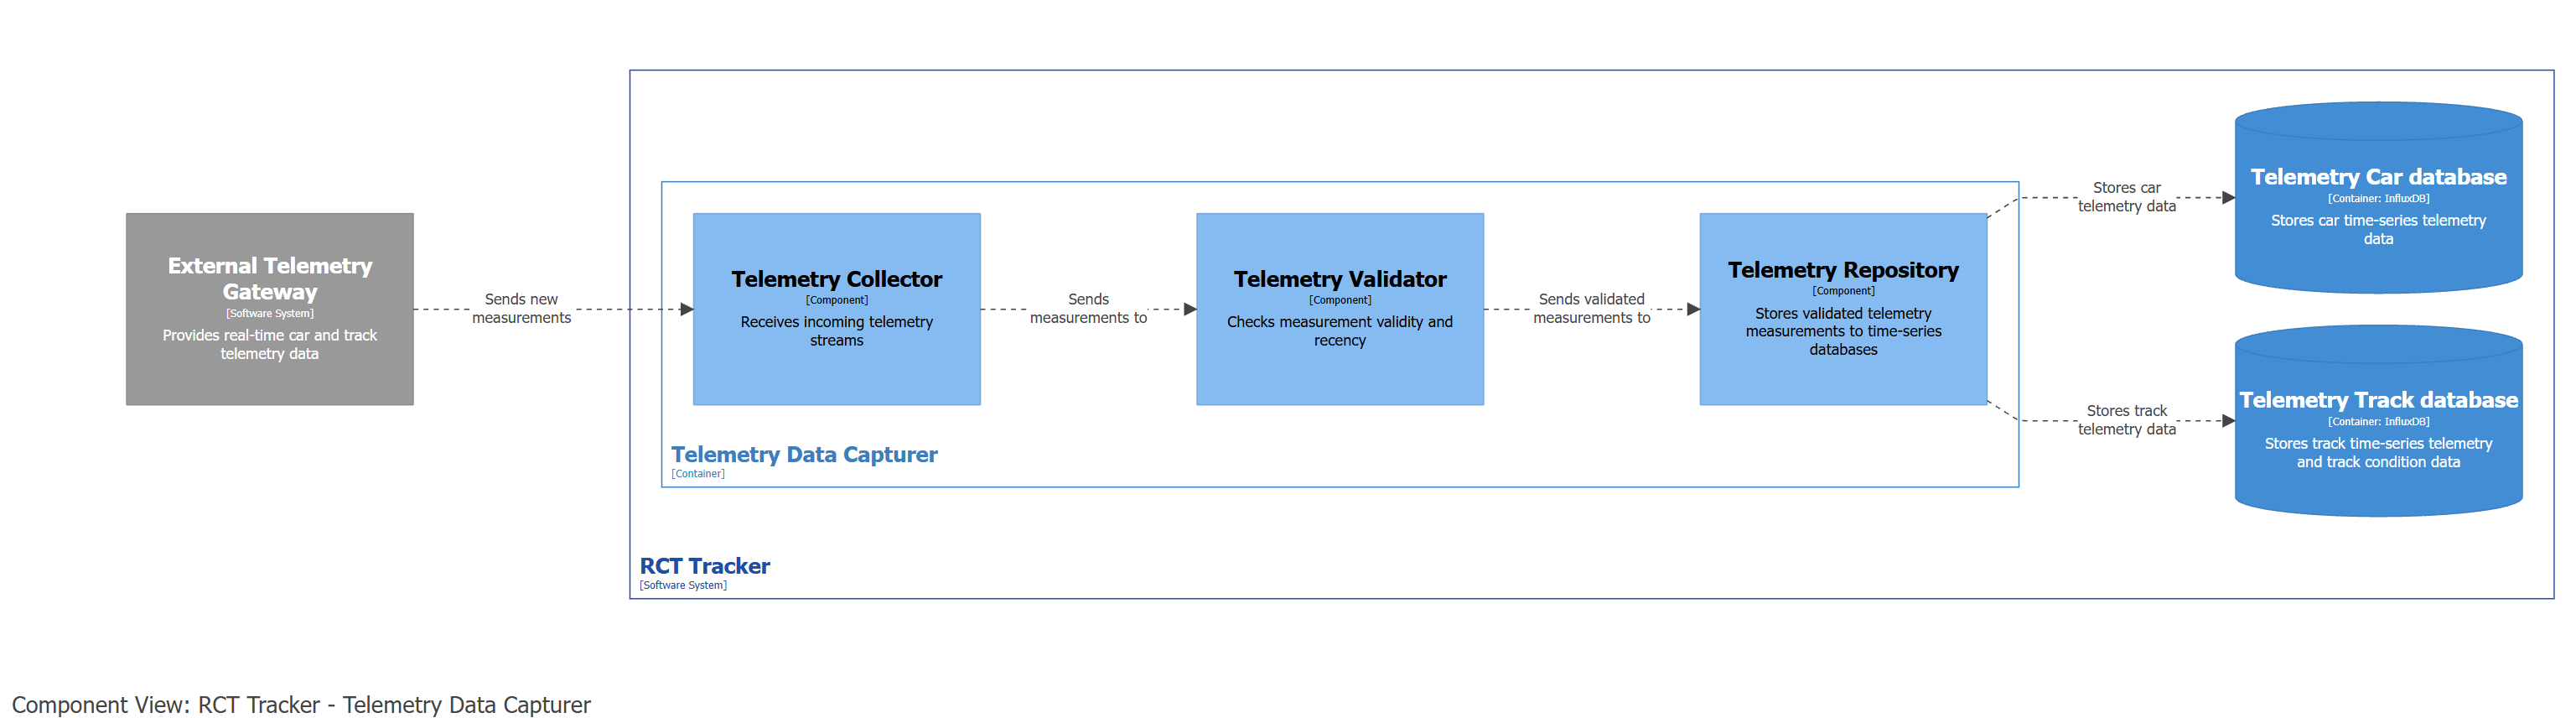 External Telemetry
Gateway
[Software System]
Provides real-time car and track
telemetry data
Sends new
measurements
Telemetry Collector
[Component]
Receives incoming telemetry
streams
Sends
measurements to
Telemetry Validator
[Component]
Checks measurement validity and
recency
Sends validated
measurements to
Telemetry Repository
[Component]
Stores validated telemetry
measurements to time-series
databases
Stores car
telemetry data
Telemetry Car database
[Container: InfluxDB]
Stores car time-series telemetry
data
Stores track
telemetry data
Telemetry Track database
[Container: InfluxDB]
Stores track time-series telemetry
and track condition data
Telemetry Data Capturer
[Container]
RCT Tracker
[Software System]
Component View: RCT Tracker - Telemetry Data Capturer